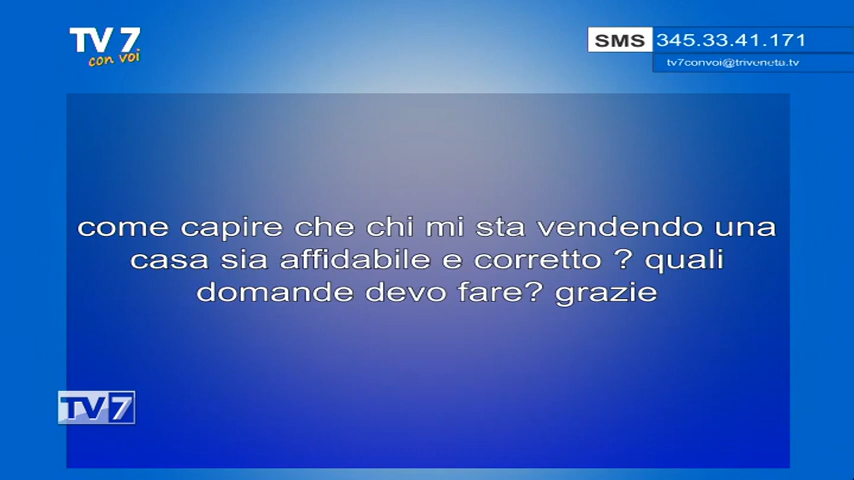 TV 7
con voi
SMS 345.33.41.171
tv7convoi@triveneta.tv
come capire che chi mi sta vendendo una
casa sia affidabile e corretto ? quali
domande devo fare? grazie
TV7